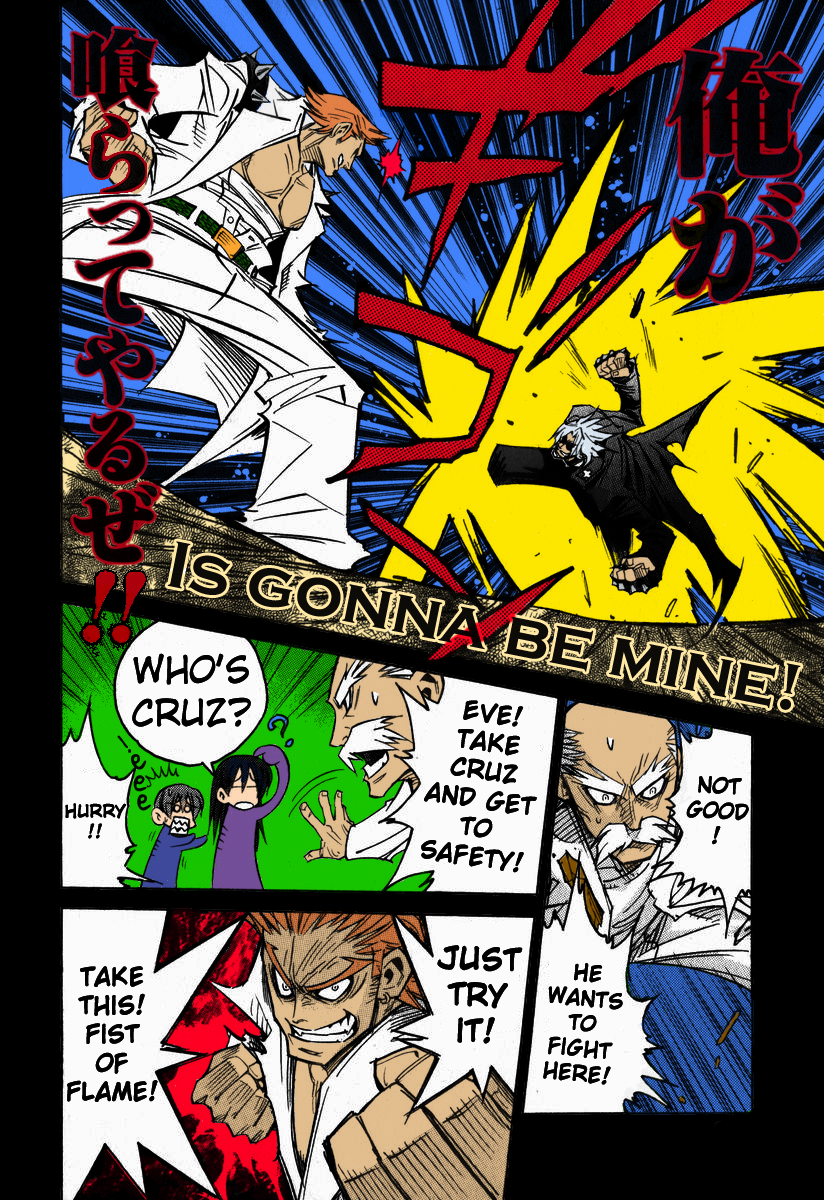 俺が
喰らってやるぜ!!
IS GONNA BE MINE!
NOT
GOOD
!
HE
WANTS
TO
FIGHT
HERE!
EVE!
TAKE
CRUZ
AND GET
TO
SAFETY!
WHO'S
CRUZ?
?
HURRY
!!
JUST
TRY
IT!
TAKE
THIS!
FIST
OF
FLAME!